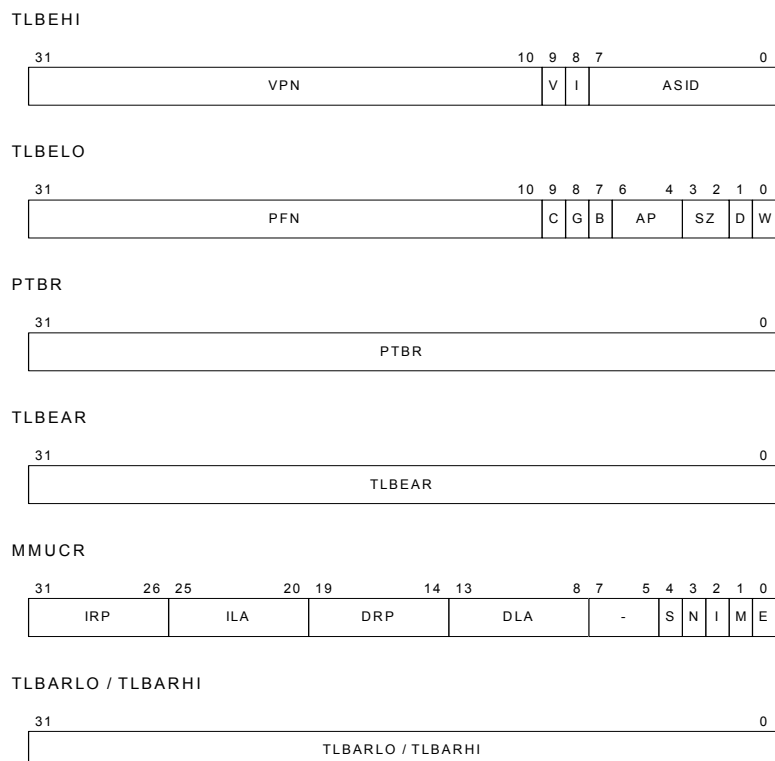 TLBEHI
31 10 9 8 7 0
VPN V I ASID
TLBELO
31 10 9 8 7 6 4 3 2 1 0
PFN C G B AP SZ D W
PTBR
31 0
PTBR
TLBEAR
31 0
TLBEAR
MMUCR
31 26 25 20 19 14 13 8 7 5 4 3 2 1 0
IRP ILA DRP DLA - S N I M E
TLBARLO / TLBARHI
31 0
TLBARLO / TLBARHI